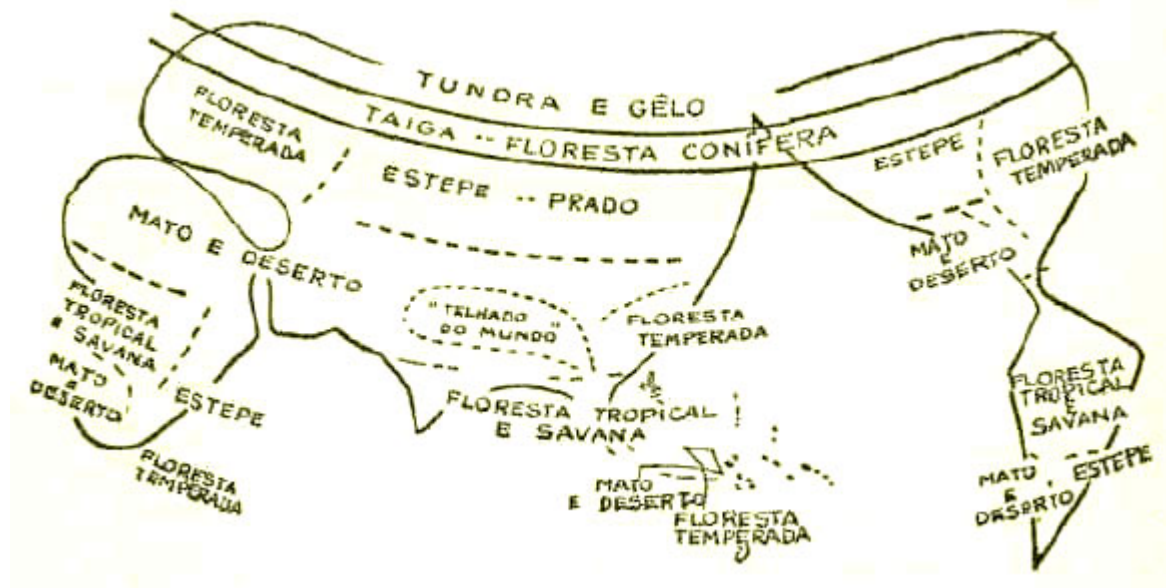 TUNDRA E GÊLO
TAIGA -- FLORESTA CONÍFERA
FLORESTA
TEMPERADA
ESTEPE -- PRADO
ESTEPE
FLORESTA
TEMPERADA
MATO E DESERTO
MATO
E
DESERTO
"TELHADO
DO MUNDO"
FLORESTA
TEMPERADA
FLORESTA
TROPICAL
E SAVANA
MATO
E
DESERTO
ESTEPE
FLORESTA
TEMPERADA
FLORESTA TROPICAL
E SAVANA
MATO
E DESERTO
FLORESTA
TEMPERADA
FLORESTA
TROPICAL
E
SAVANA
MATO
E
DESERTO
ESTEPE